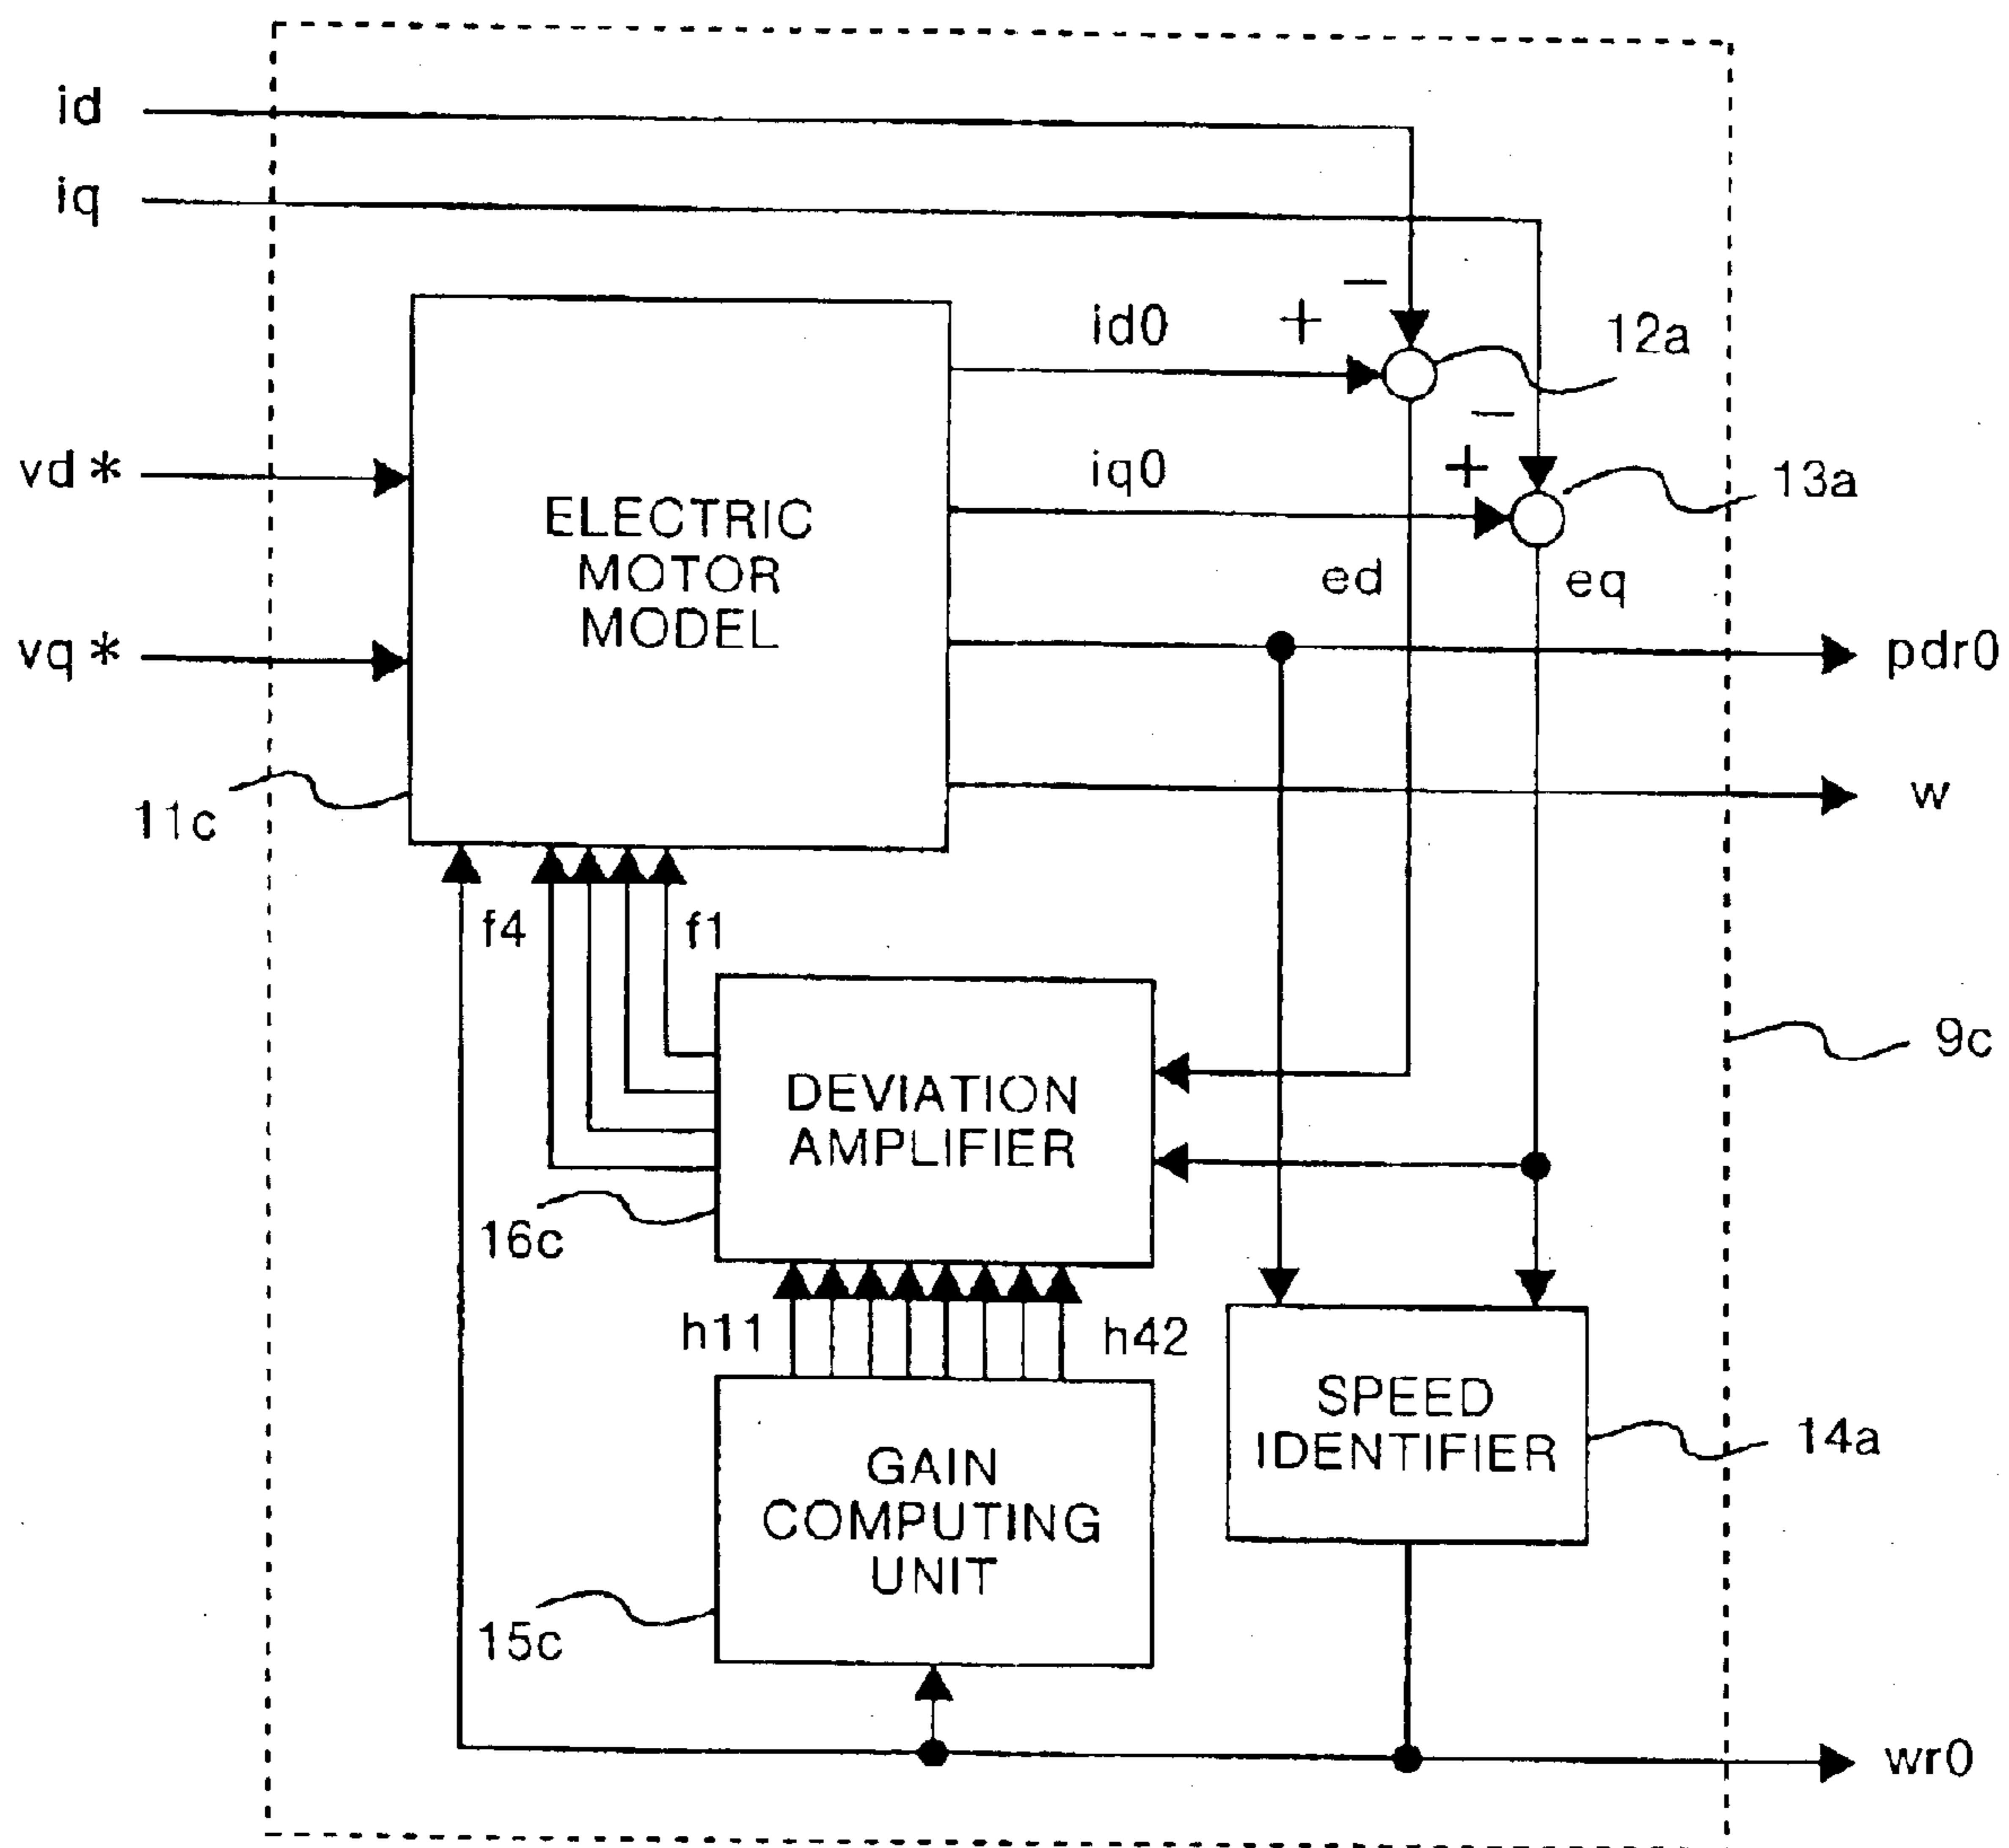 id
iq
−
id0
+
12a
−
vd*
iq0
+
13a
ELECTRIC
MOTOR
MODEL
ed
eq
vq*
pdr0
11c
w
f4
f1
9c
DEVIATION
AMPLIFIER
16c
h11
h42
SPEED
IDENTIFIER
14a
GAIN
COMPUTING
UNIT
15c
wr0